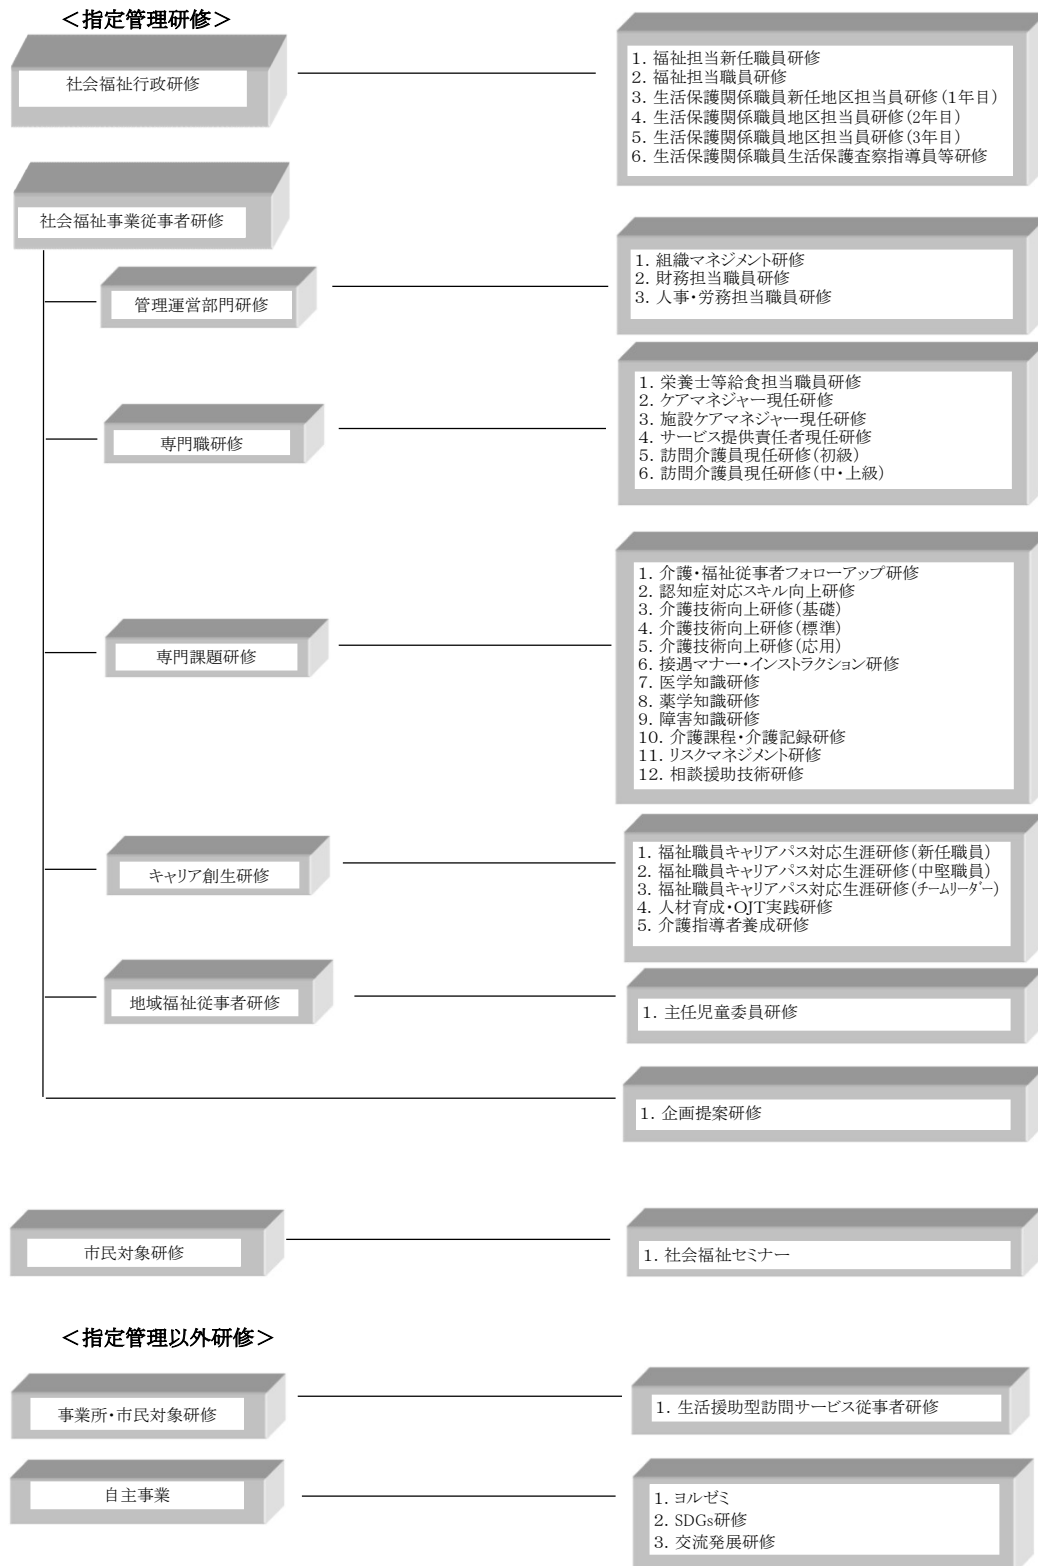 ＜指定管理研修＞
社会福祉行政研修
1. 福祉担当新任職員研修
2. 福祉担当職員研修
3. 生活保護関係職員新任地区担当員研修(1年目)
4. 生活保護関係職員地区担当員研修(2年目)
5. 生活保護関係職員地区担当員研修(3年目)
6. 生活保護関係職員生活保護査察指導員等研修
社会福祉事業従事者研修
管理運営部門研修
1. 組織マネジメント研修
2. 財務担当職員研修
3. 人事・労務担当職員研修
専門職研修
1. 栄養士等給食担当職員研修
2. ケアマネジャー現任研修
3. 施設ケアマネジャー現任研修
4. サービス提供責任者現任研修
5. 訪問介護員現任研修(初級)
6. 訪問介護員現任研修(中・上級)
専門課題研修
1. 介護・福祉従事者フォローアップ研修
2. 認知症対応スキル向上研修
3. 介護技術向上研修(基礎)
4. 介護技術向上研修(標準)
5. 介護技術向上研修(応用)
6. 接遇マナー・インストラクション研修
7. 医学知識研修
8. 薬学知識研修
9. 障害知識研修
10. 介護課程・介護記録研修
11. リスクマネジメント研修
12. 相談援助技術研修
キャリア創生研修
1. 福祉職員キャリアパス対応生涯研修(新任職員)
2. 福祉職員キャリアパス対応生涯研修(中堅職員)
3. 福祉職員キャリアパス対応生涯研修(ﾁｰﾑﾘｰﾀﾞｰ)
4. 人材育成・OJT実践研修
5. 介護指導者養成研修
地域福祉従事者研修
1. 主任児童委員研修
1. 企画提案研修
市民対象研修
1. 社会福祉セミナー
＜指定管理以外研修＞
事業所・市民対象研修
1. 生活援助型訪問サービス従事者研修
自主事業
1. ヨルゼミ
2. SDGs研修
3. 交流発展研修